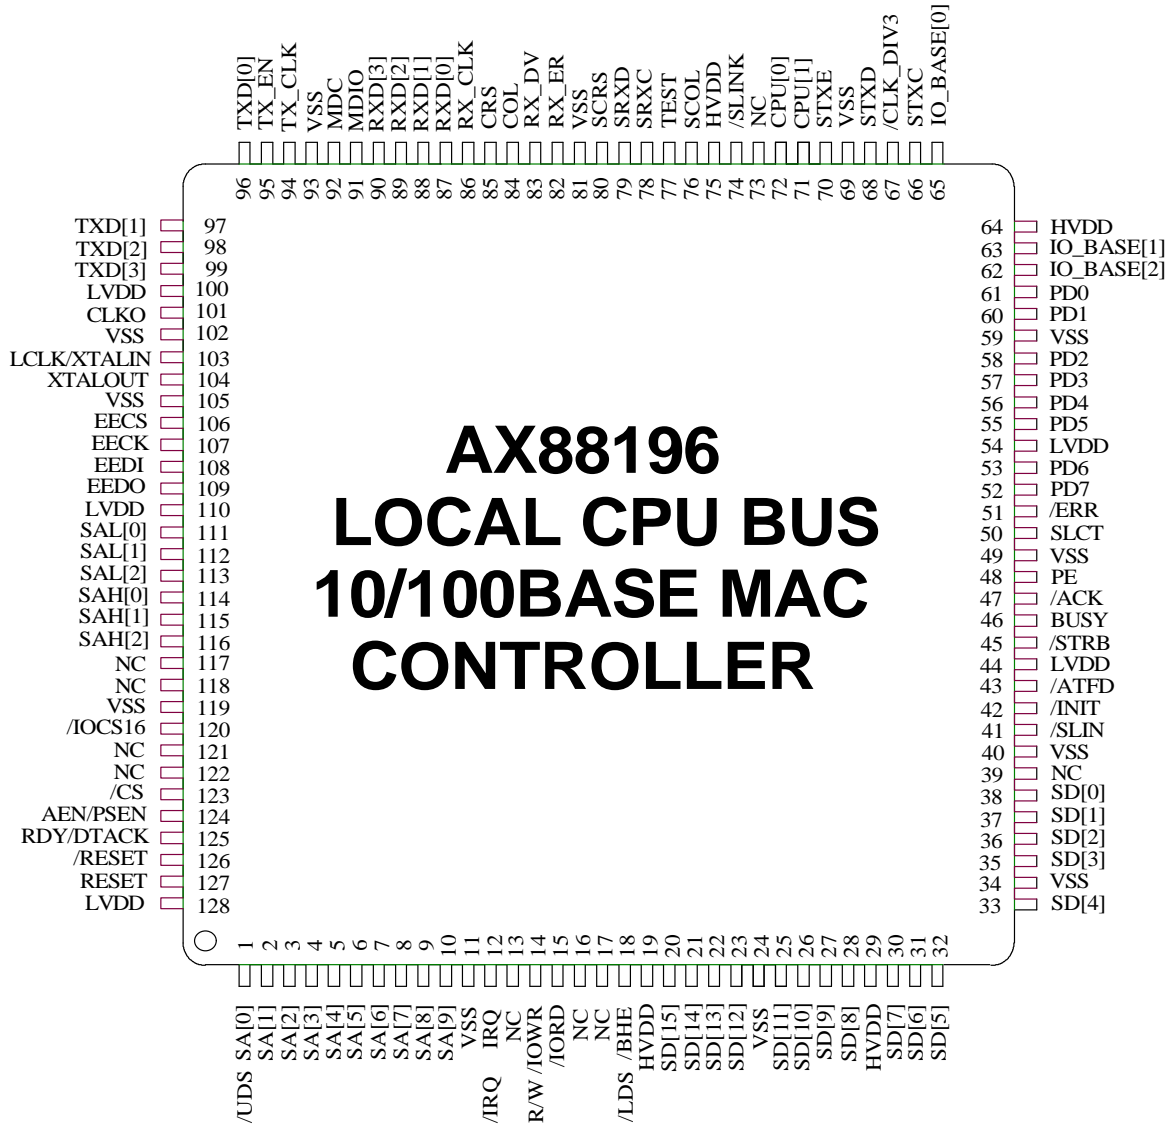 TXD[0]
TX_EN
TX_CLK
VSS
MDC
MDIO
RXD[3]
RXD[2]
RXD[1]
RXD[0]
RX_CLK
CRS
COL
RX_DV
RX_ER
VSS
SCRS
SRXD
SRXC
TEST
SCOL
HVDD
/SLINK
NC
CPU[0]
CPU[1]
STXE
VSS
STXD
/CLK_DIV3
STXC
IO_BASE[0]
96
95
94
93
92
91
90
89
88
87
86
85
84
83
82
81
80
79
78
77
76
75
74
73
72
71
70
69
68
67
66
65
TXD[1] 97
TXD[2] 98
TXD[3] 99
LVDD 100
CLKO 101
VSS 102
LCLK/XTALIN 103
XTALOUT 104
VSS 105
EECS 106
EECK 107
EEDI 108
EEDO 109
LVDD 110
SAL[0] 111
SAL[1] 112
SAL[2] 113
SAH[0] 114
SAH[1] 115
SAH[2] 116
NC 117
NC 118
VSS 119
/IOCS16 120
NC 121
NC 122
/CS 123
AEN/PSEN 124
RDY/DTACK 125
/RESET 126
RESET 127
LVDD 128
AX88196
LOCAL CPU BUS
10/100BASE MAC
CONTROLLER
64 HVDD
63 IO_BASE[1]
62 IO_BASE[2]
61 PD0
60 PD1
59 VSS
58 PD2
57 PD3
56 PD4
55 PD5
54 LVDD
53 PD6
52 PD7
51 /ERR
50 SLCT
49 VSS
48 PE
47 /ACK
46 BUSY
45 /STRB
44 LVDD
43 /ATFD
42 /INIT
41 /SLIN
40 VSS
39 NC
38 SD[0]
37 SD[1]
36 SD[2]
35 SD[3]
34 VSS
33 SD[4]
1
2
3
4
5
6
7
8
9
10
11
12
13
14
15
16
17
18
19
20
21
22
23
24
25
26
27
28
29
30
31
32
/UDS SA[0]
SA[1]
SA[2]
SA[3]
SA[4]
SA[5]
SA[6]
SA[7]
SA[8]
SA[9]
VSS
/IRQ IRQ
NC
R/W /IOWR
/IORD
NC
NC
/LDS /BHE
HVDD
SD[15]
SD[14]
SD[13]
SD[12]
VSS
SD[11]
SD[10]
SD[9]
SD[8]
HVDD
SD[7]
SD[6]
SD[5]